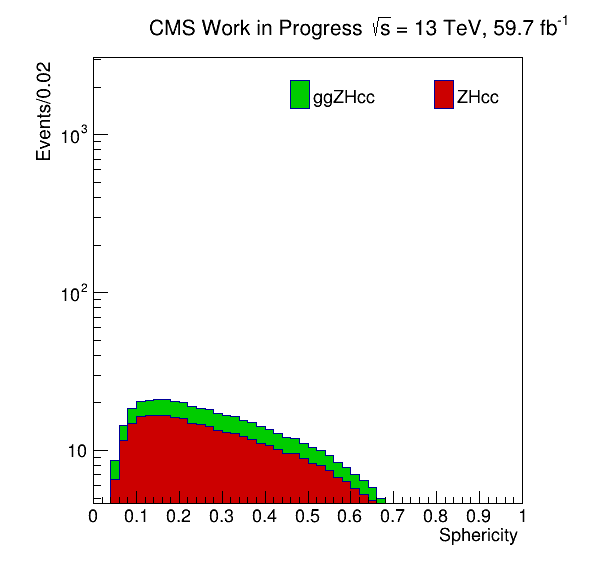 CMS Work in Progress √s = 13 TeV, 59.7 fb⁻¹
Events/0.02
ggZHcc ZHcc
10³
10²
10
0 0.1 0.2 0.3 0.4 0.5 0.6 0.7 0.8 0.9 1
Sphericity